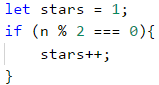 let stars = 1;
if (n % 2 === 0){
    stars++;
}